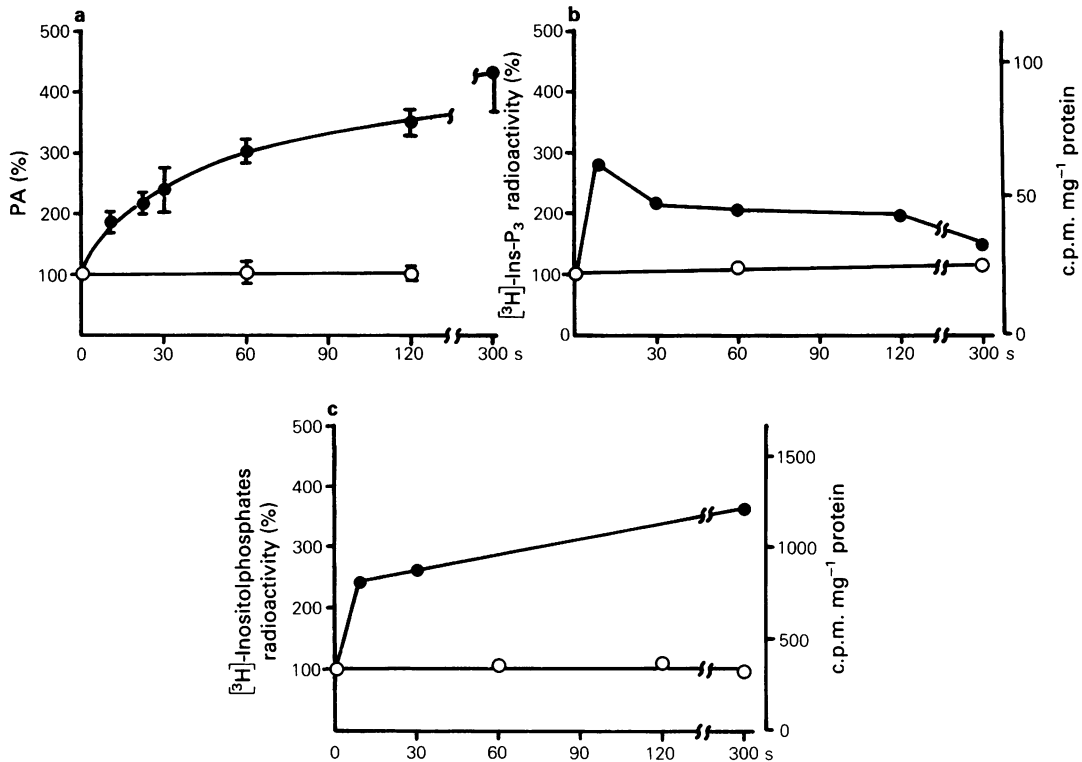 a
PA (%)
500
400
300
200
100
0 30 60 90 120 300 s
b
[³H]-Ins-P₃ radioactivity (%)
500
400
300
200
100
0
100
50
0
c.p.m. mg⁻¹ protein
30 60 90 120 300 s
c
[³H]-Inositolphosphates
radioactivity (%)
500
400
300
200
100
1500
1000
500
0
c.p.m. mg⁻¹ protein
0 30 60 90 120 300 s